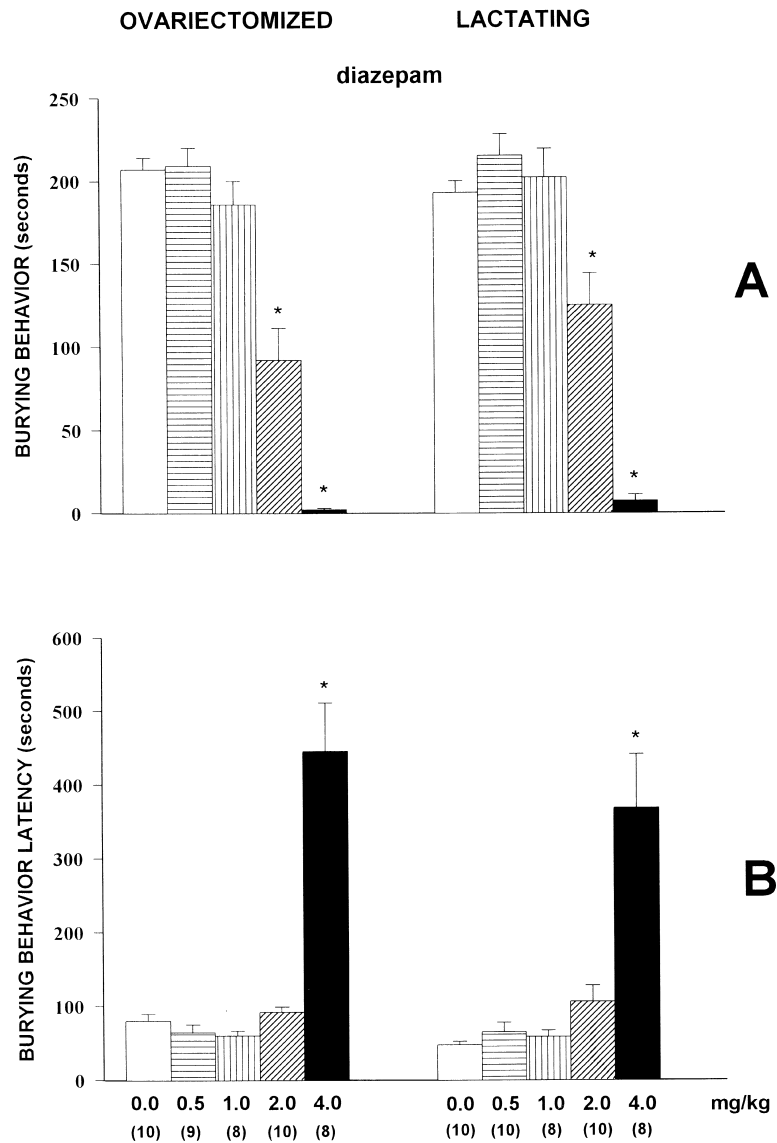 OVARIECTOMIZED LACTATING
diazepam
BURYING BEHAVIOR (seconds)
250
200
150
100
50
0
* * * *
A
BURYING BEHAVIOR LATENCY (seconds)
600
500
400
300
200
100
0
* *
B
0.0 0.5 1.0 2.0 4.0 0.0 0.5 1.0 2.0 4.0 mg/kg
(10) (9) (8) (10) (8) (10) (10) (8) (10) (8)